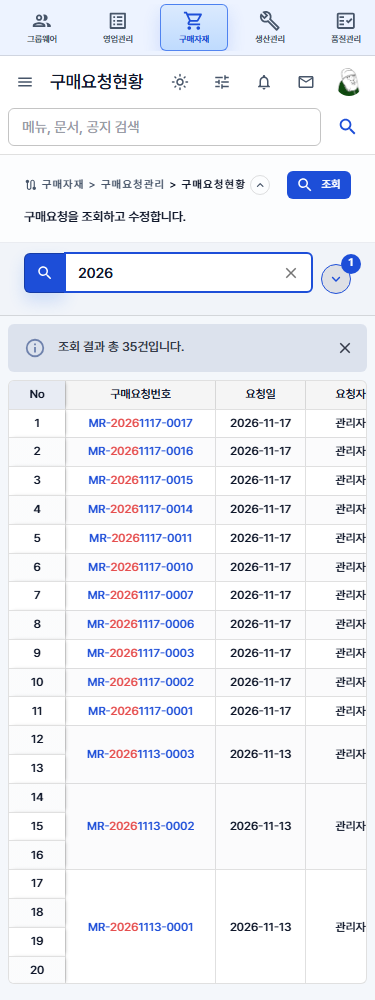 그룹웨어 영업관리 구매자재 생산관리 품질관리
구매요청현황
메뉴, 문서, 공지 검색
구매자재 > 구매요청관리 > 구매요청현황 조회
구매요청을 조회하고 수정합니다.
2026 1
조회 결과 총 35건입니다.
No 구매요청번호 요청일 요청자
1 MR-20261117-0017 2026-11-17 관리자
2 MR-20261117-0016 2026-11-17 관리자
3 MR-20261117-0015 2026-11-17 관리자
4 MR-20261117-0014 2026-11-17 관리자
5 MR-20261117-0011 2026-11-17 관리자
6 MR-20261117-0010 2026-11-17 관리자
7 MR-20261117-0007 2026-11-17 관리자
8 MR-20261117-0006 2026-11-17 관리자
9 MR-20261117-0003 2026-11-17 관리자
10 MR-20261117-0002 2026-11-17 관리자
11 MR-20261117-0001 2026-11-17 관리자
12
MR-20261113-0003 2026-11-13 관리자
13
14
15 MR-20261113-0002 2026-11-13 관리자
16
17
18
MR-20261113-0001 2026-11-13 관리자
19
20